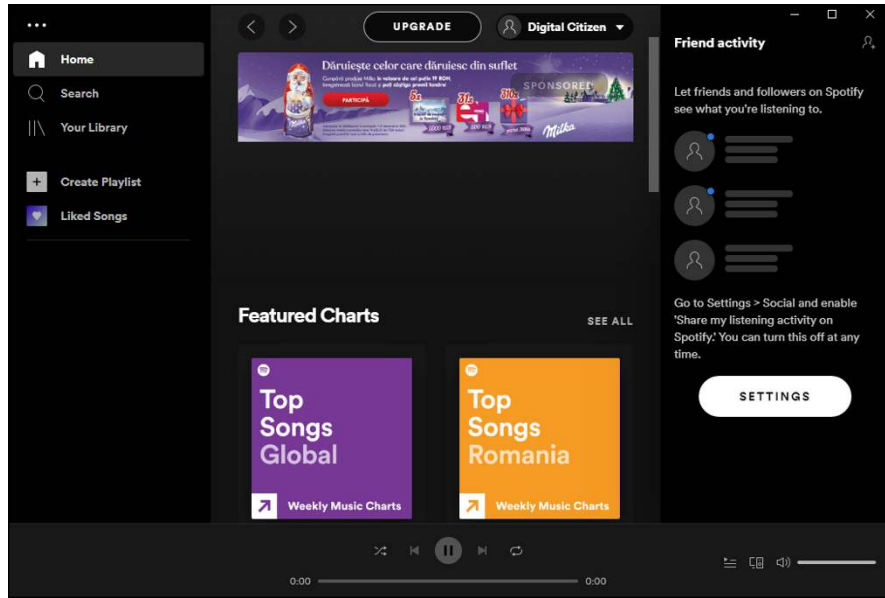 UPGRADE
Digital Citizen
Home
Search
Your Library
Create Playlist
Liked Songs
Dăruiește celor care dăruiesc din suflet
PARTICIPĂ
SPONSORED
Milka
Featured Charts
SEE ALL
Top
Songs
Global
Weekly Music Charts
Top
Songs
Romania
Weekly Music Charts
Friend activity
Let friends and followers on Spotify
see what you're listening to.
Go to Settings > Social and enable
'Share my listening activity on
Spotify.' You can turn this off at any
time.
SETTINGS
0:00
0:00